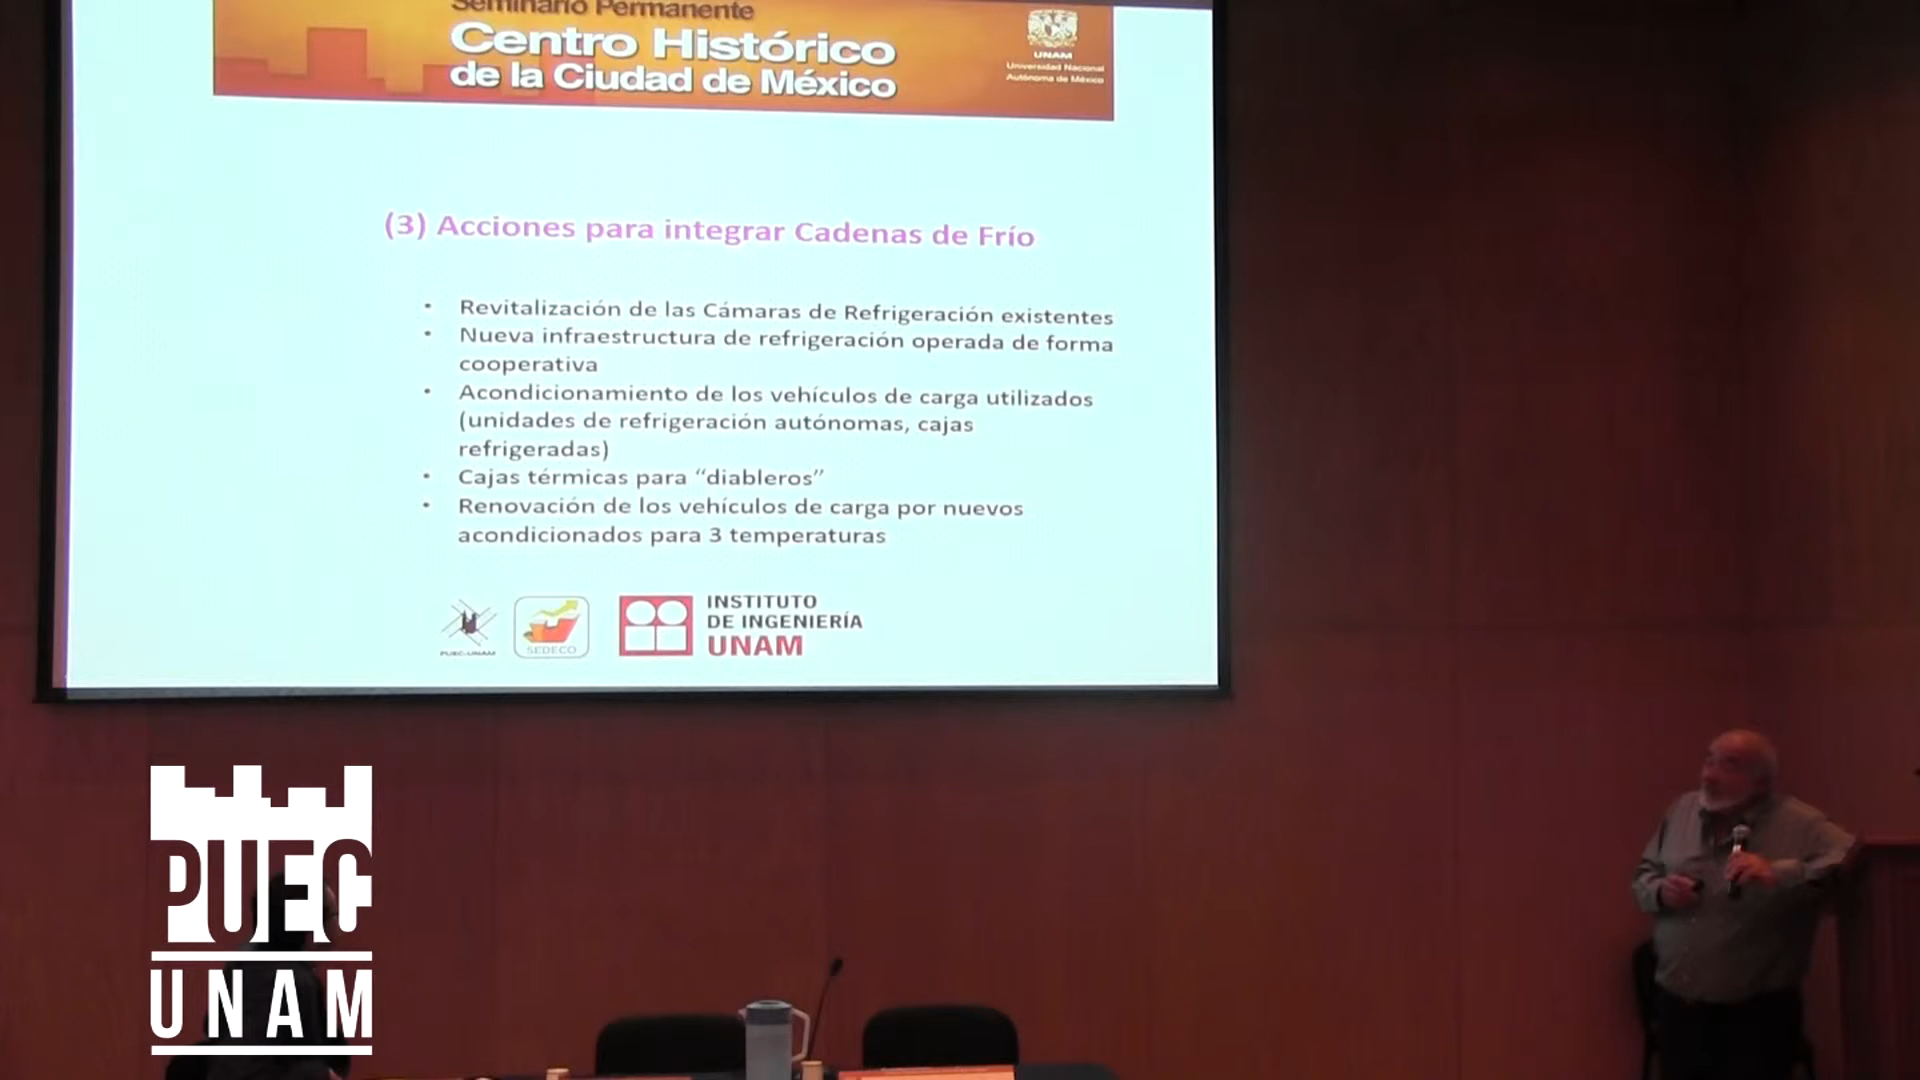 Seminario Permanente
Centro Histórico
de la Ciudad de México
UNAM
Universidad Nacional
Autónoma de México
(3) Acciones para integrar Cadenas de Frío
• Revitalización de las Cámaras de Refrigeración existentes
• Nueva infraestructura de refrigeración operada de forma
cooperativa
• Acondicionamiento de los vehículos de carga utilizados
(unidades de refrigeración autónomas, cajas
refrigeradas)
• Cajas térmicas para “diableros”
• Renovación de los vehículos de carga por nuevos
acondicionados para 3 temperaturas
PUEC-UNAM
SEDECO
INSTITUTO
DE INGENIERÍA
UNAM
PUEC
UNAM